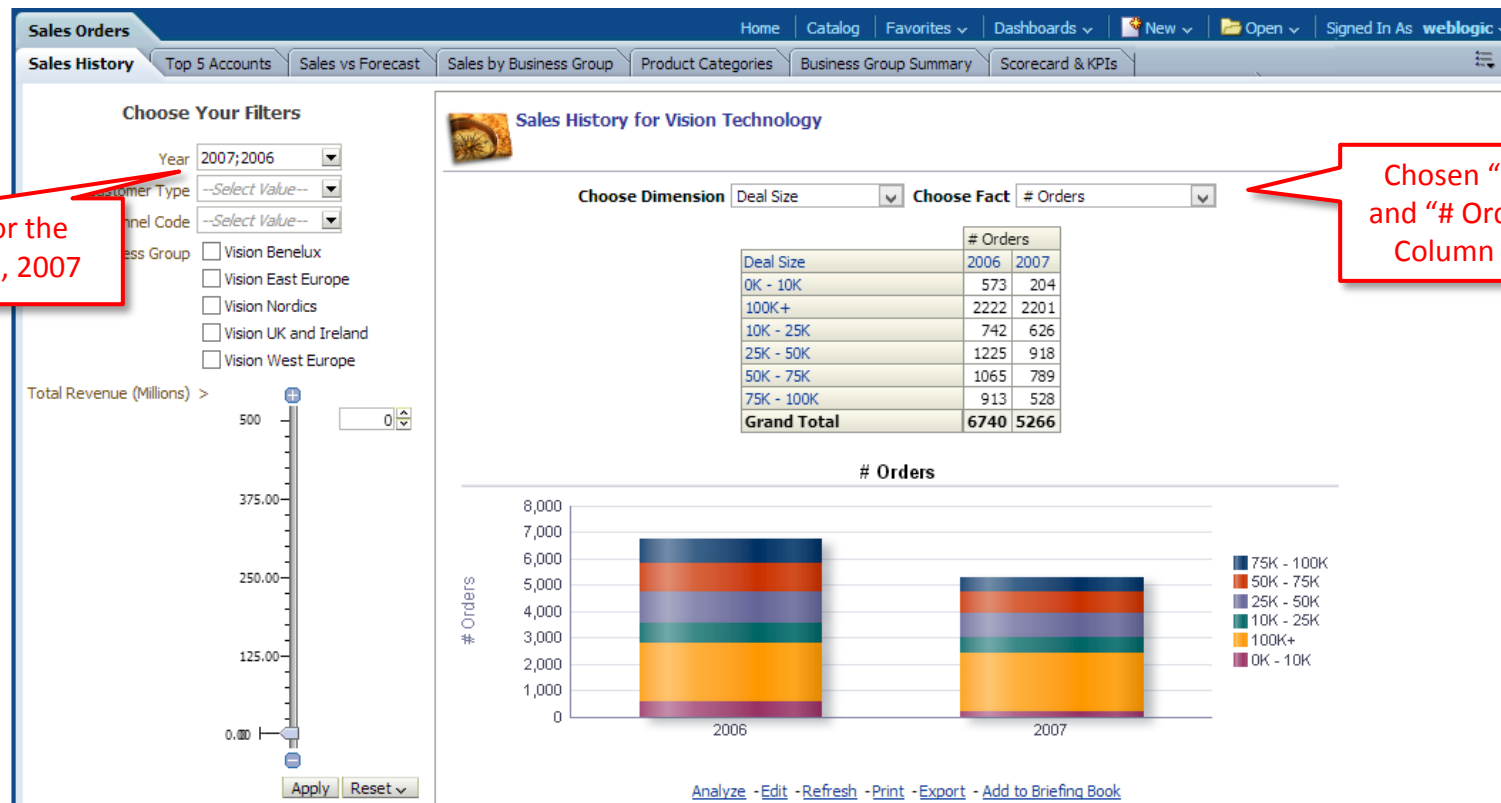 Sales Orders
Home Catalog Favorites Dashboards New Open Signed In As weblogic
Sales History Top 5 Accounts Sales vs Forecast Sales by Business Group Product Categories Business Group Summary Scorecard & KPIs
Choose Your Filters
Year 2007;2006
Customer Type --Select Value--
nnel Code --Select Value--
ess Group
Vision Benelux
Vision East Europe
Vision Nordics
Vision UK and Ireland
Vision West Europe
or the
, 2007
Total Revenue (Millions) >
500
0
375.00
250.00
125.00
Apply Reset
Sales History for Vision Technology
Choose Dimension Deal Size Choose Fact # Orders
Chosen “
and “# Ord
Column
# Orders
Deal Size 2006 2007
0K - 10K 573 204
100K+ 2222 2201
10K - 25K 742 626
25K - 50K 1225 918
50K - 75K 1065 789
75K - 100K 913 528
Grand Total 6740 5266
# Orders
# Orders
8,000
7,000
6,000
5,000
4,000
3,000
2,000
1,000
0
2006 2007
75K - 100K
50K - 75K
25K - 50K
10K - 25K
100K+
0K - 10K
Analyze - Edit - Refresh - Print - Export - Add to Briefing Book